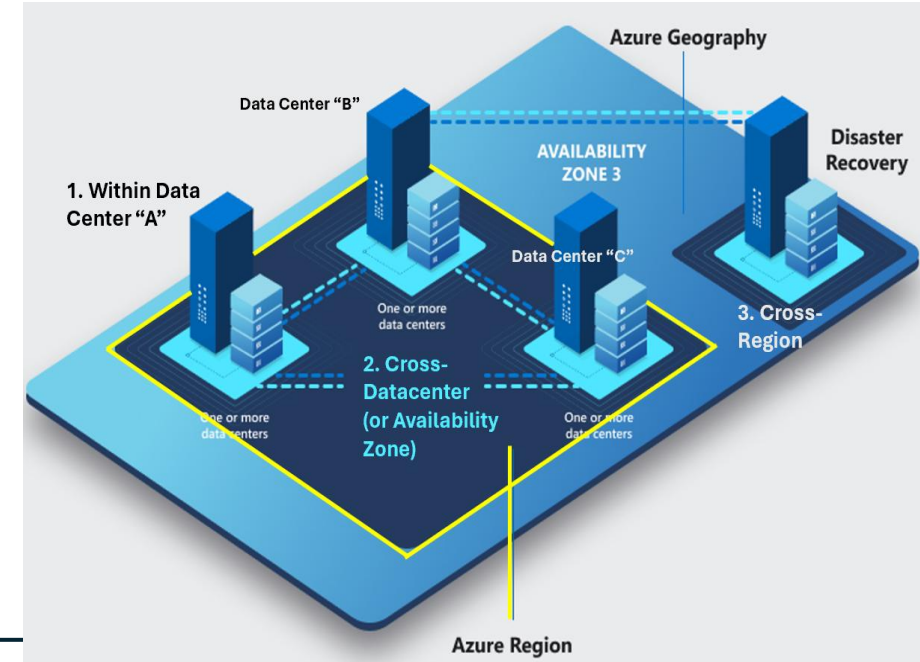 Azure Geography
Data Center “B”
Disaster
Recovery
AVAILABILITY
ZONE 3
1. Within Data
Center “A”
Data Center “C”
One or more
data centers
3. Cross-
Region
2. Cross-
Datacenter
(or Availability
Zone)
One or more
data centers
One or more
data centers
Azure Region